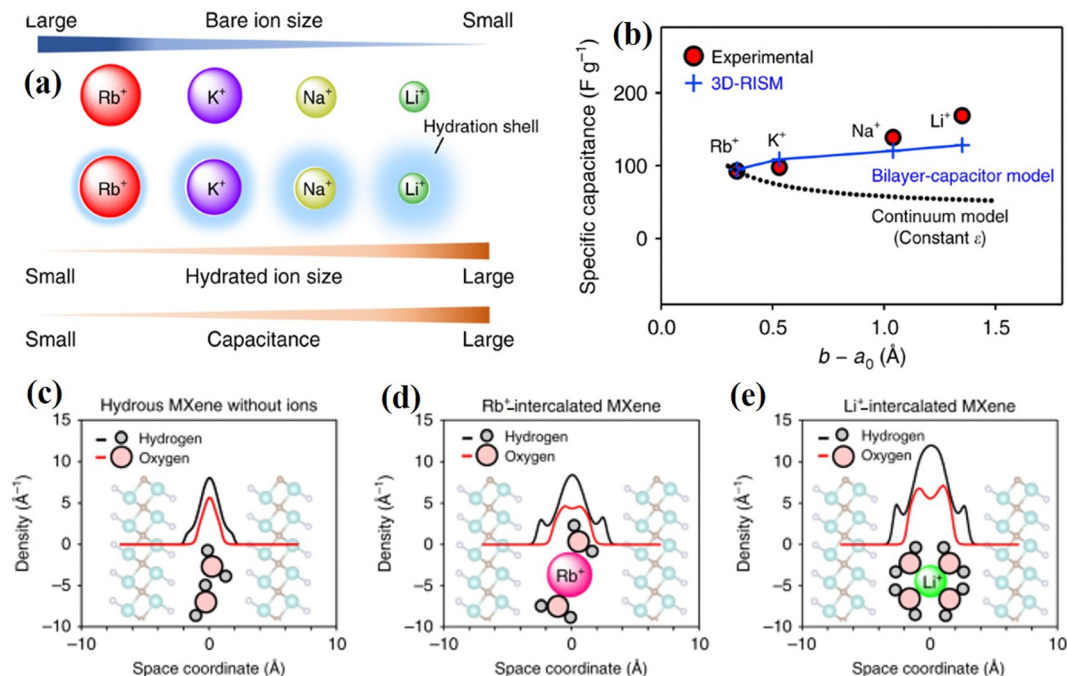 Large Bare ion size Small
(a)
Rb⁺ K⁺ Na⁺ Li⁺
Hydration shell
Rb⁺ K⁺ Na⁺ Li⁺
Small Hydrated ion size Large
Small Capacitance Large
(b)
Experimental
3D-RISM
Specific capacitance (F g⁻¹)
200
100
0
Rb⁺ K⁺ Na⁺ Li⁺
Bilayer-capacitor model
Continuum model
(Constant ε)
0.0 0.5 1.0 1.5
b – a₀ (Å)
(c)
Hydrous MXene without ions
Hydrogen
Oxygen
Density (Å⁻¹)
15
10
5
0
−5
−10
−10 0 10
Space coordinate (Å)
(d)
Rb⁺-intercalated MXene
Hydrogen
Oxygen
Density (Å⁻¹)
15
10
5
0
−5
−10
Rb⁺
−10 0 10
Space coordinate (Å)
(e)
Li⁺-intercalated MXene
Hydrogen
Oxygen
Density (Å⁻¹)
15
10
5
0
−5
−10
Li⁺
−10 0 10
Space coordinate (Å)